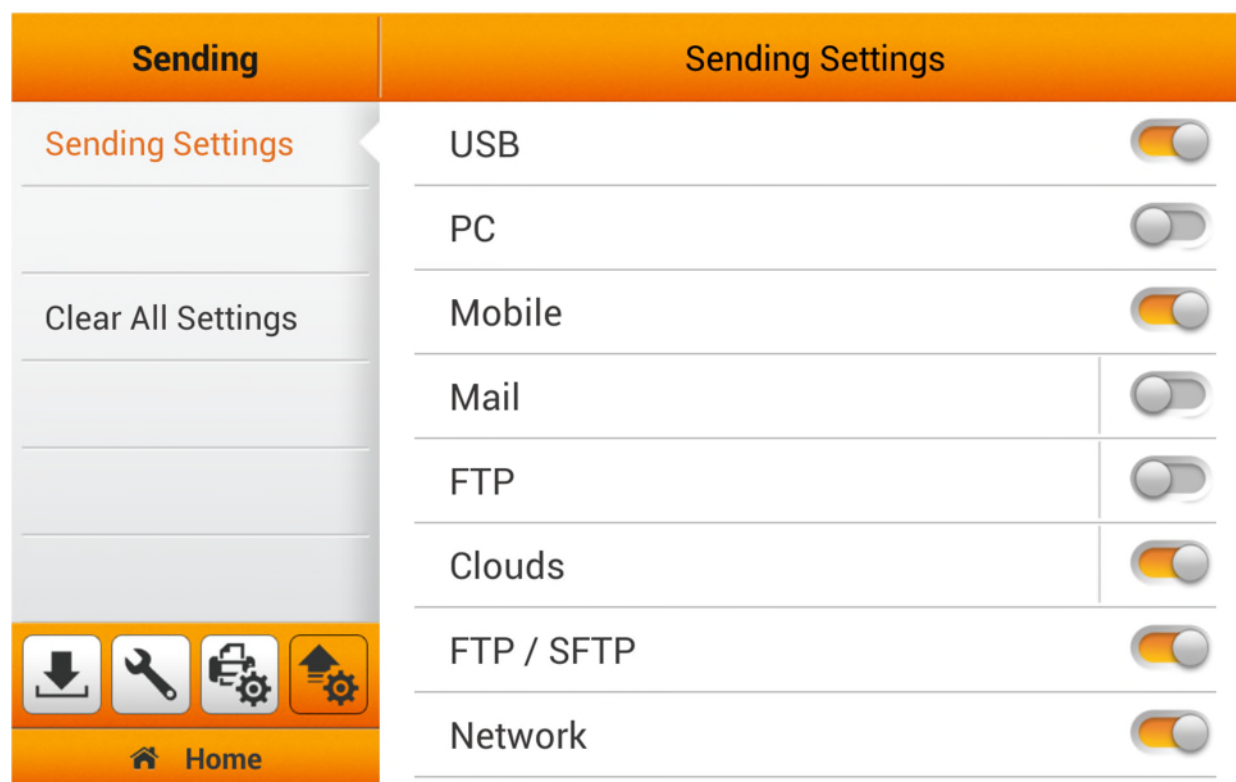 Sending
Sending Settings
Sending Settings
Clear All Settings
Home
USB
PC
Mobile
Mail
FTP
Clouds
FTP / SFTP
Network